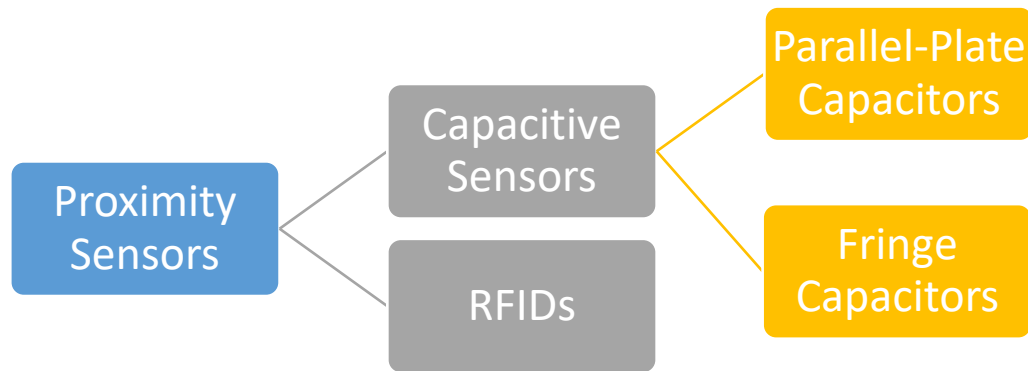 Proximity
Sensors
Capacitive
Sensors
RFIDs
Parallel-Plate
Capacitors
Fringe
Capacitors